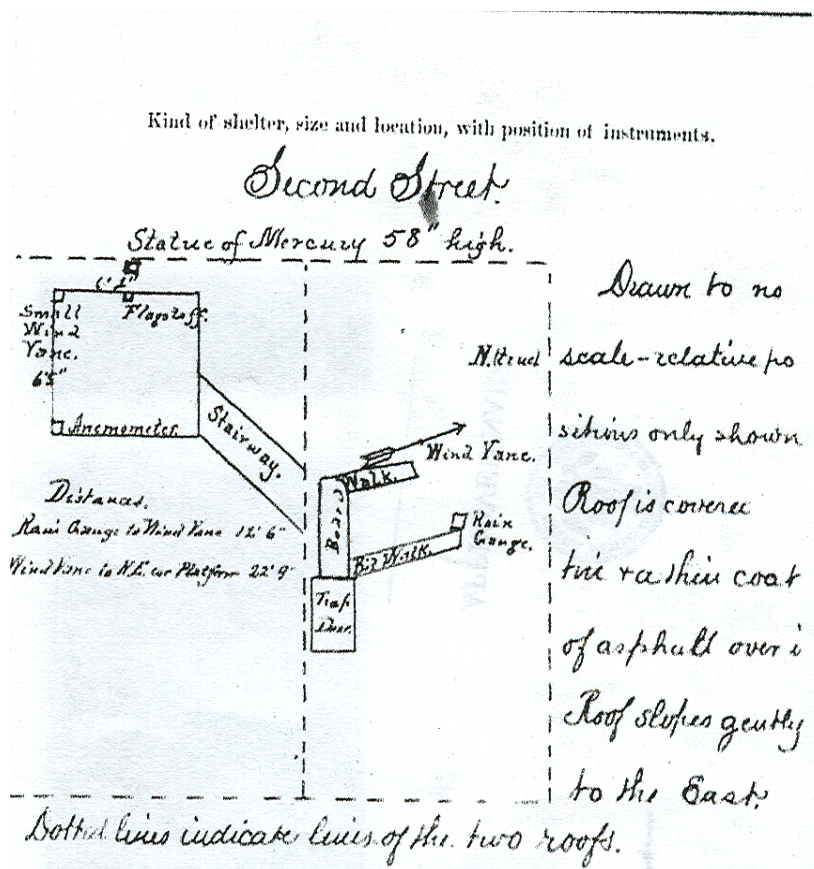 Kind of shelter, size and location, with position of instruments.
Second Street.
Statue of Mercury 58" high.
Small
Wind
Vane.
Flagstaff.
Anemometer
Stairway.
Distances.
Rain Gauge to Wind Vane 12' 6"
Wind Vane to N.E. cor Platform 22' 9"
Board
Walk.
Wind Vane.
Rain
Gauge.
Bd Walk
Trap
Door.
Drawn to no
scale-relative po
sitions only shown
Roof is covered
tin + a thin coat
of asphalt over i
Roof slopes gently
to the East.
Dotted lines indicate lines of the two roofs.